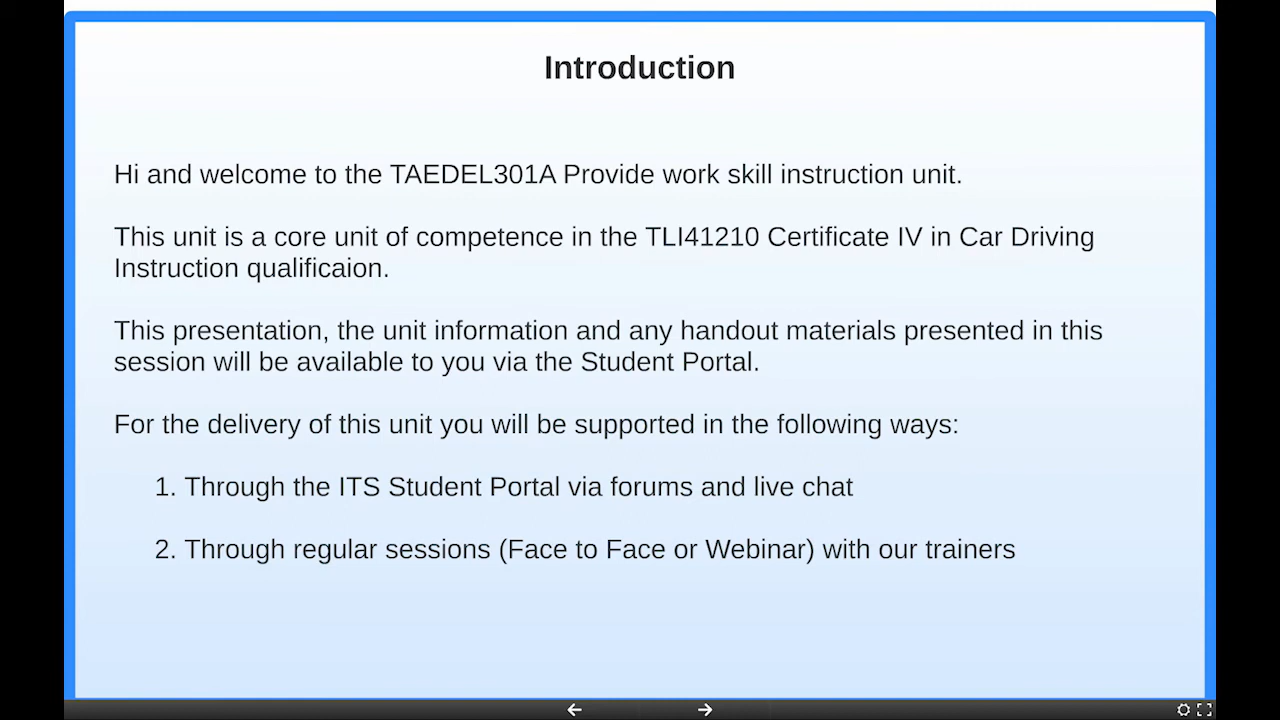 Introduction
Hi and welcome to the TAEDEL301A Provide work skill instruction unit.
This unit is a core unit of competence in the TLI41210 Certificate IV in Car Driving
Instruction qualificaion.
This presentation, the unit information and any handout materials presented in this
session will be available to you via the Student Portal.
For the delivery of this unit you will be supported in the following ways:
1. Through the ITS Student Portal via forums and live chat
2. Through regular sessions (Face to Face or Webinar) with our trainers